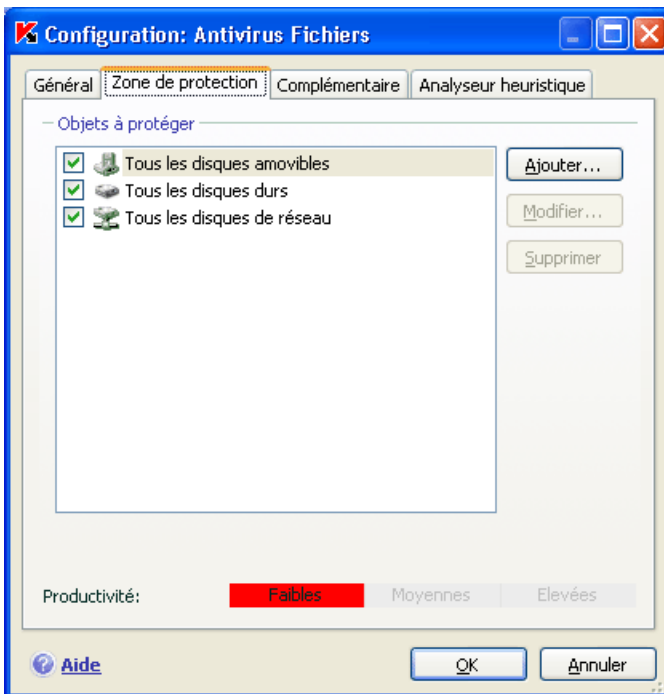 Configuration: Antivirus Fichiers
Général Zone de protection Complémentaire Analyseur heuristique
Objets à protéger
Tous les disques amovibles Ajouter...
Tous les disques durs
Modifier...
Tous les disques de réseau
Supprimer
Productivité: Faibles Moyennes Elevées
Aide OK Annuler